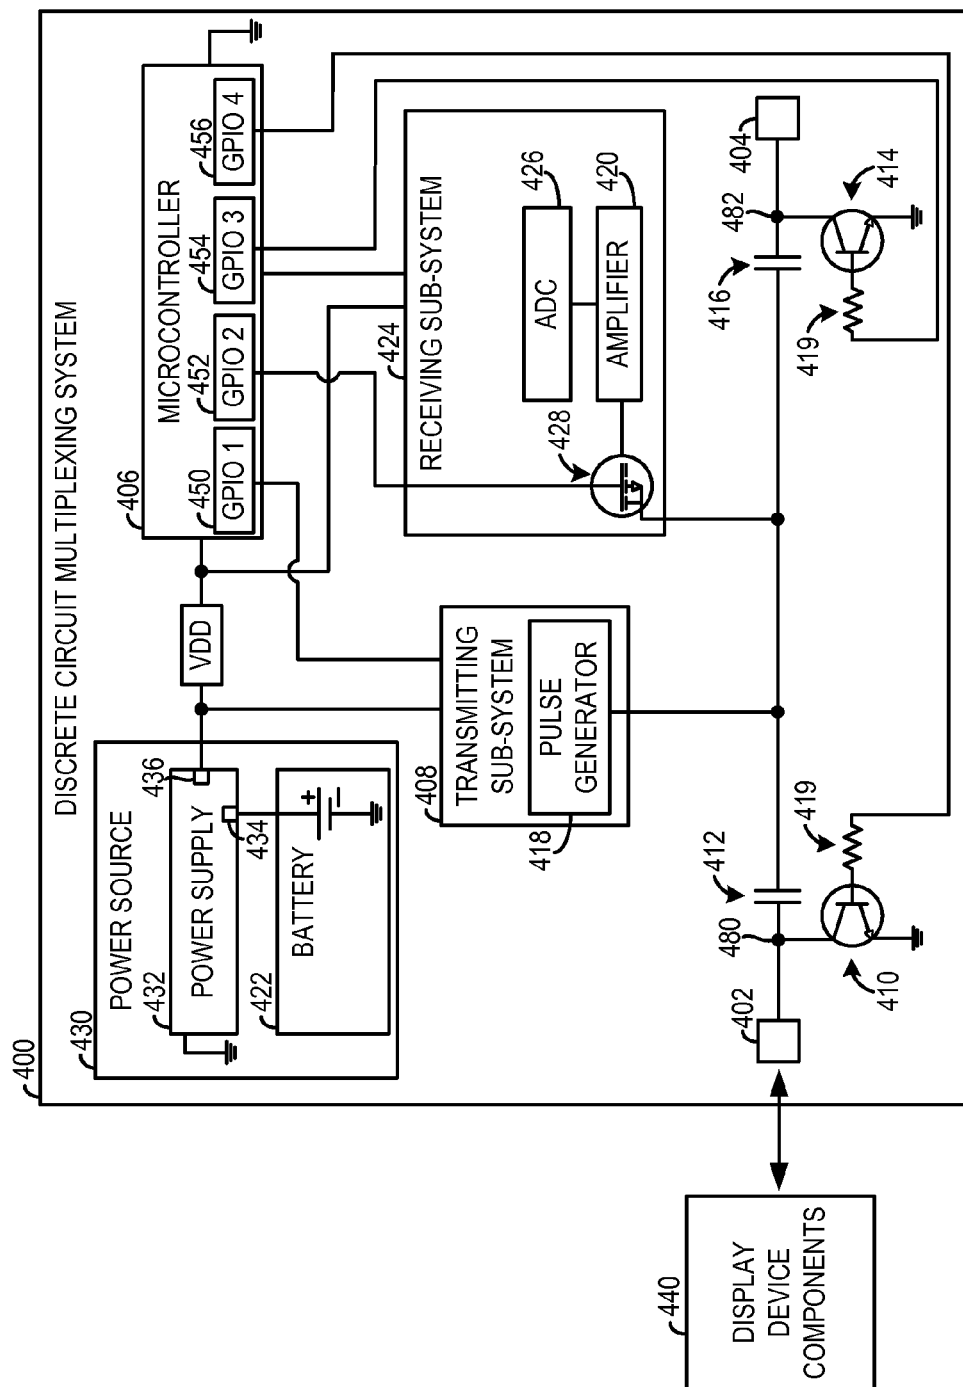 DISCRETE CIRCUIT MULTIPLEXING SYSTEM
400
POWER SOURCE
430
POWER SUPPLY
432
436
434
BATTERY
422
+
−
VDD
MICROCONTROLLER
406
GPIO 1
450
GPIO 2
452
GPIO 3
454
GPIO 4
456
TRANSMITTING
SUB-SYSTEM
408
PULSE
GENERATOR
418
RECEIVING SUB-SYSTEM
424
ADC
426
AMPLIFIER
420
428
402
480
412
419
410
416
482
404
419
414
DISPLAY
DEVICE
COMPONENTS
440